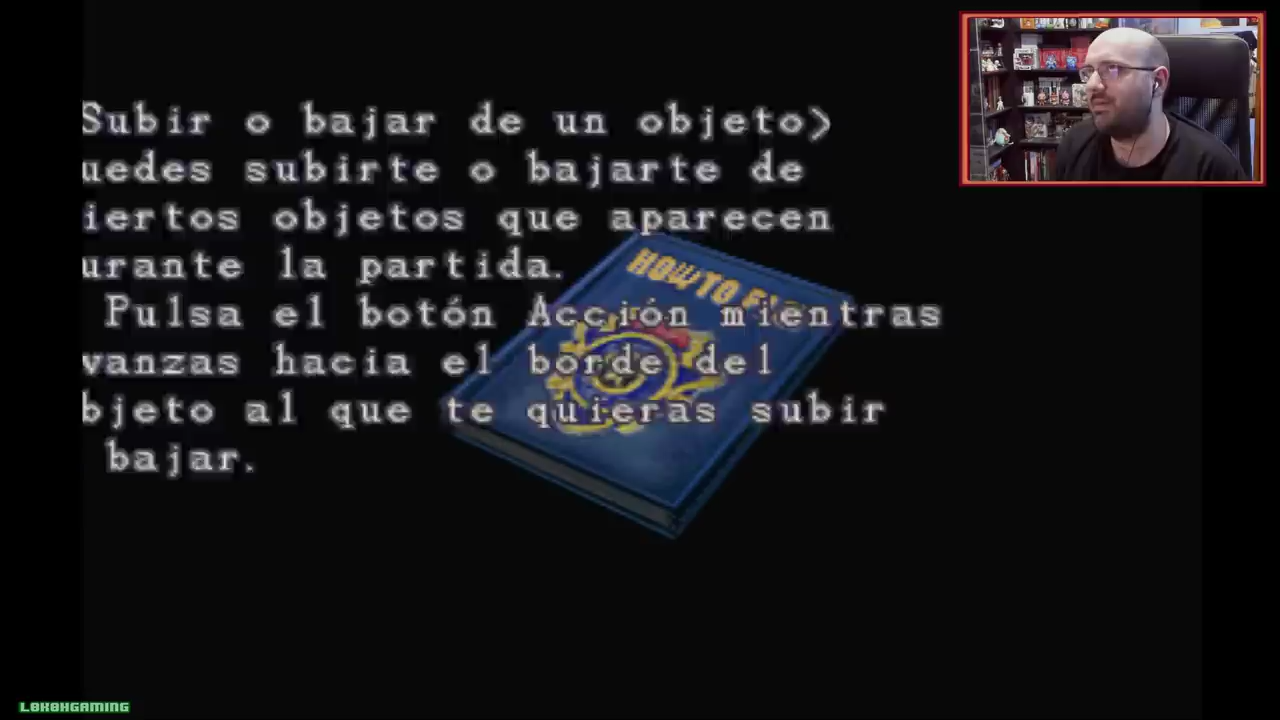 Subir o bajar de un objeto>
uedes subirte o bajarte de
iertos objetos que aparecen
urante la partida.
Pulsa el botón Acción mientras
vanzas hacia el borde del
bjeto al que te quieras subir
bajar.
HOW TO
L0K0XGAMING